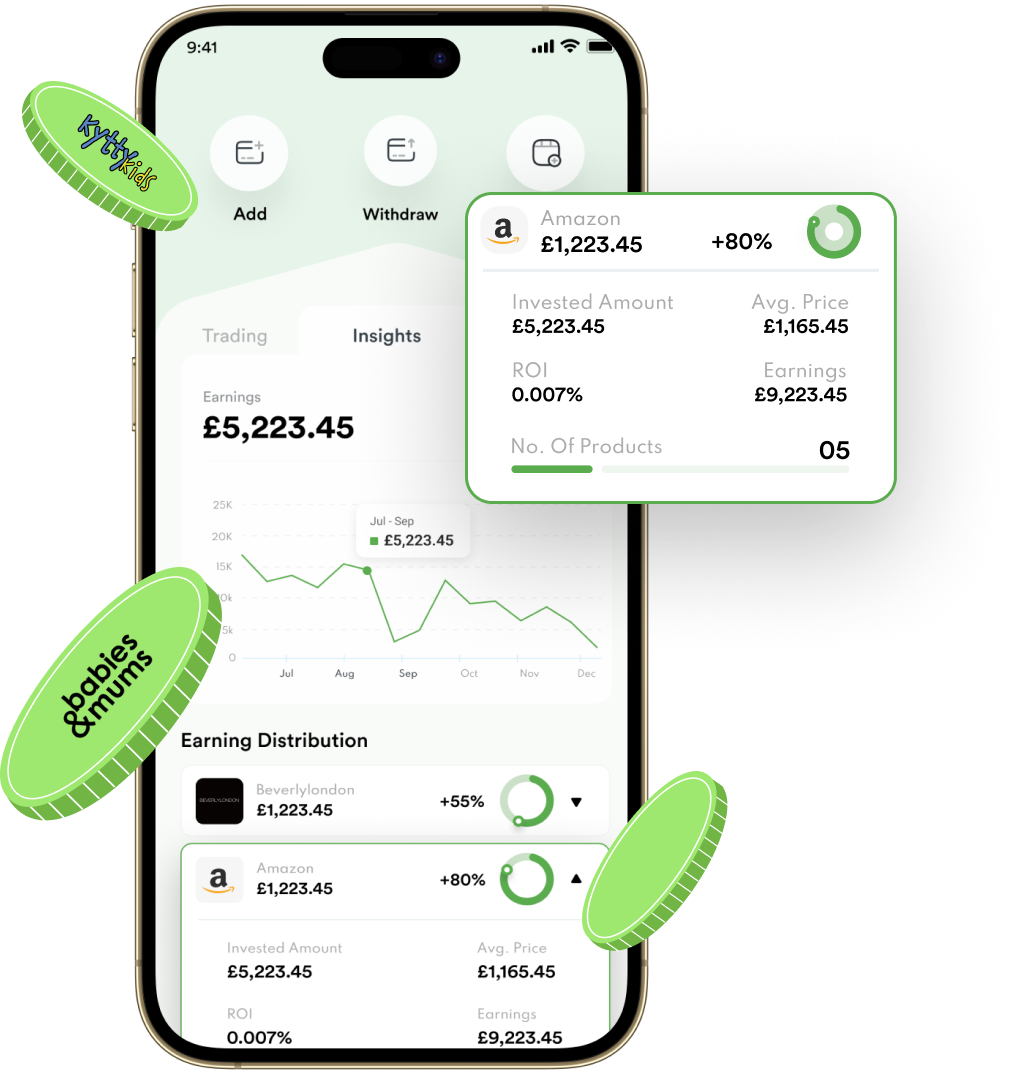 9:41
kyttykids
Add
Withdraw
a
Amazon
£1,223.45
+80%
Invested Amount
Avg. Price
£5,223.45
£1,165.45
ROI
Earnings
0.007%
£9,223.45
No. Of Products
05
Trading
Insights
Earnings
£5,223.45
25K
20K
15K
0k
5k
0
Jul - Sep
£5,223.45
Jul
Aug
Sep
Oct
Nov
Dec
babies
&mums
Earning Distribution
BEVERLYLONDON
Beverlylondon
£1,223.45
+55%
a
Amazon
£1,223.45
+80%
Invested Amount
Avg. Price
£5,223.45
£1,165.45
ROI
Earnings
0.007%
£9,223.45